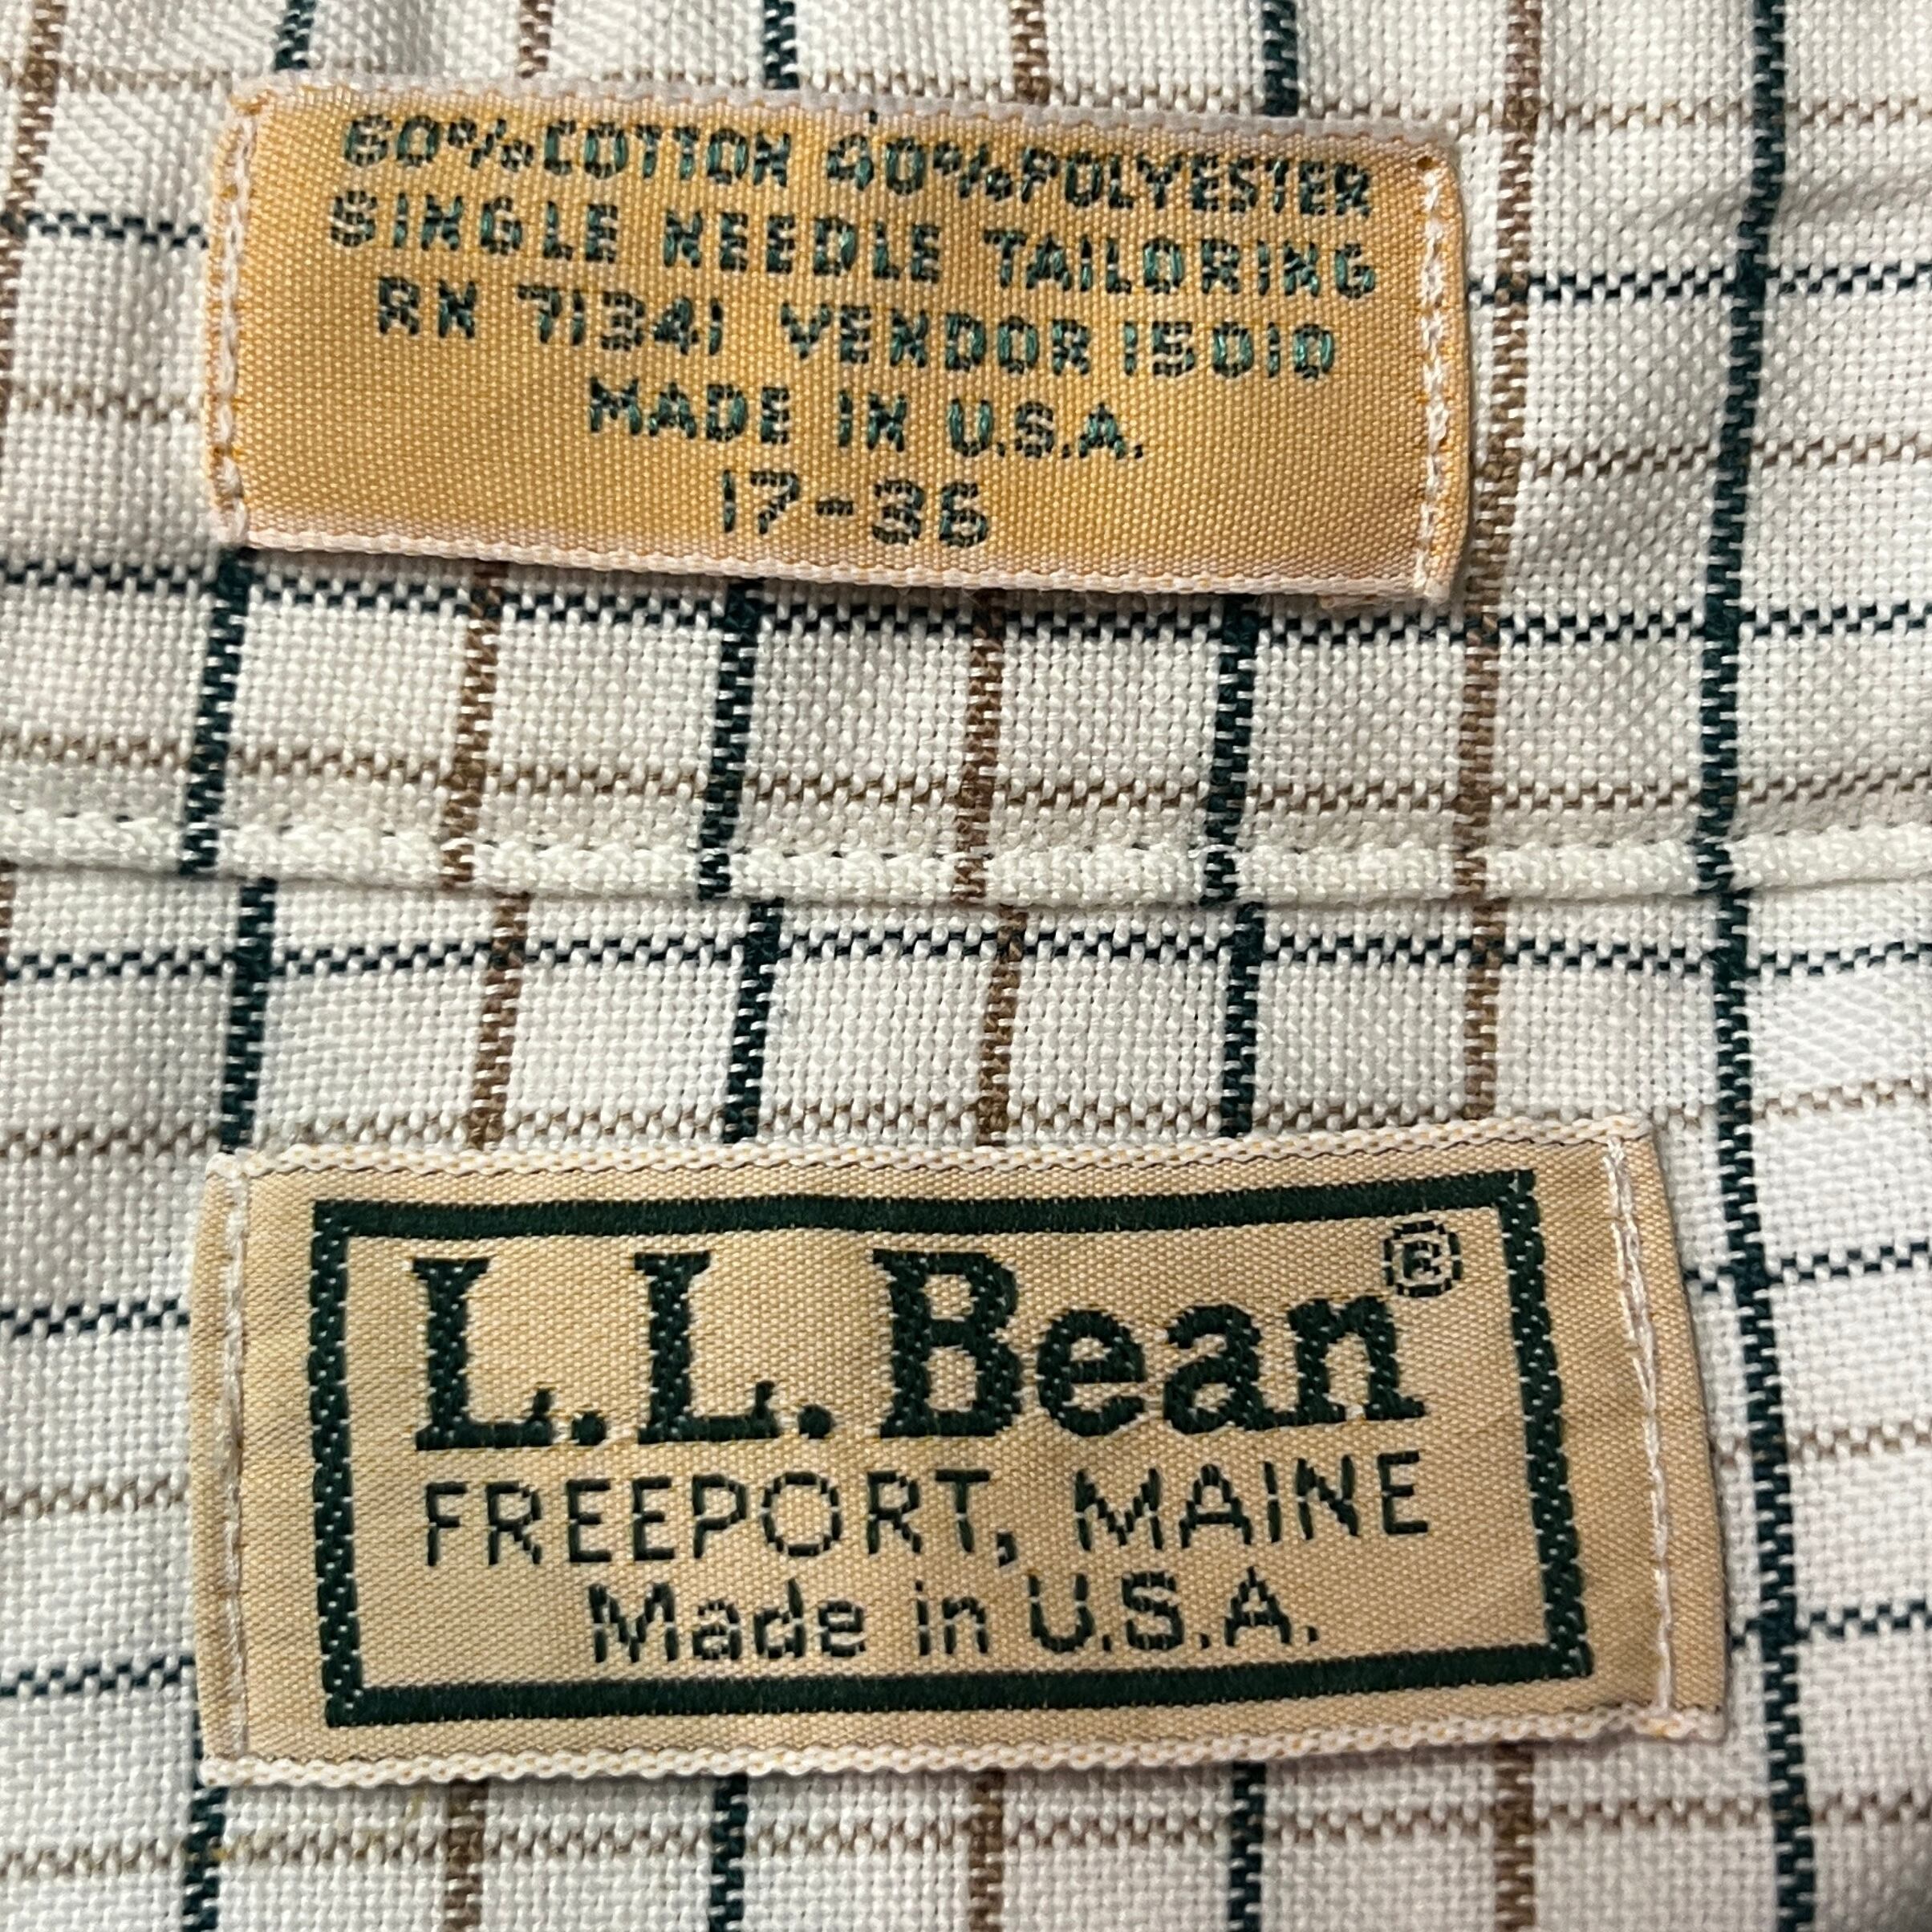 60%COTTON 40%POLYESTER
SINGLE NEEDLE TAILORING
RN 71341 VENDOR 15010
MADE IN U.S.A.
17-36
L.L.Bean®
FREEPORT, MAINE
Made in U.S.A.